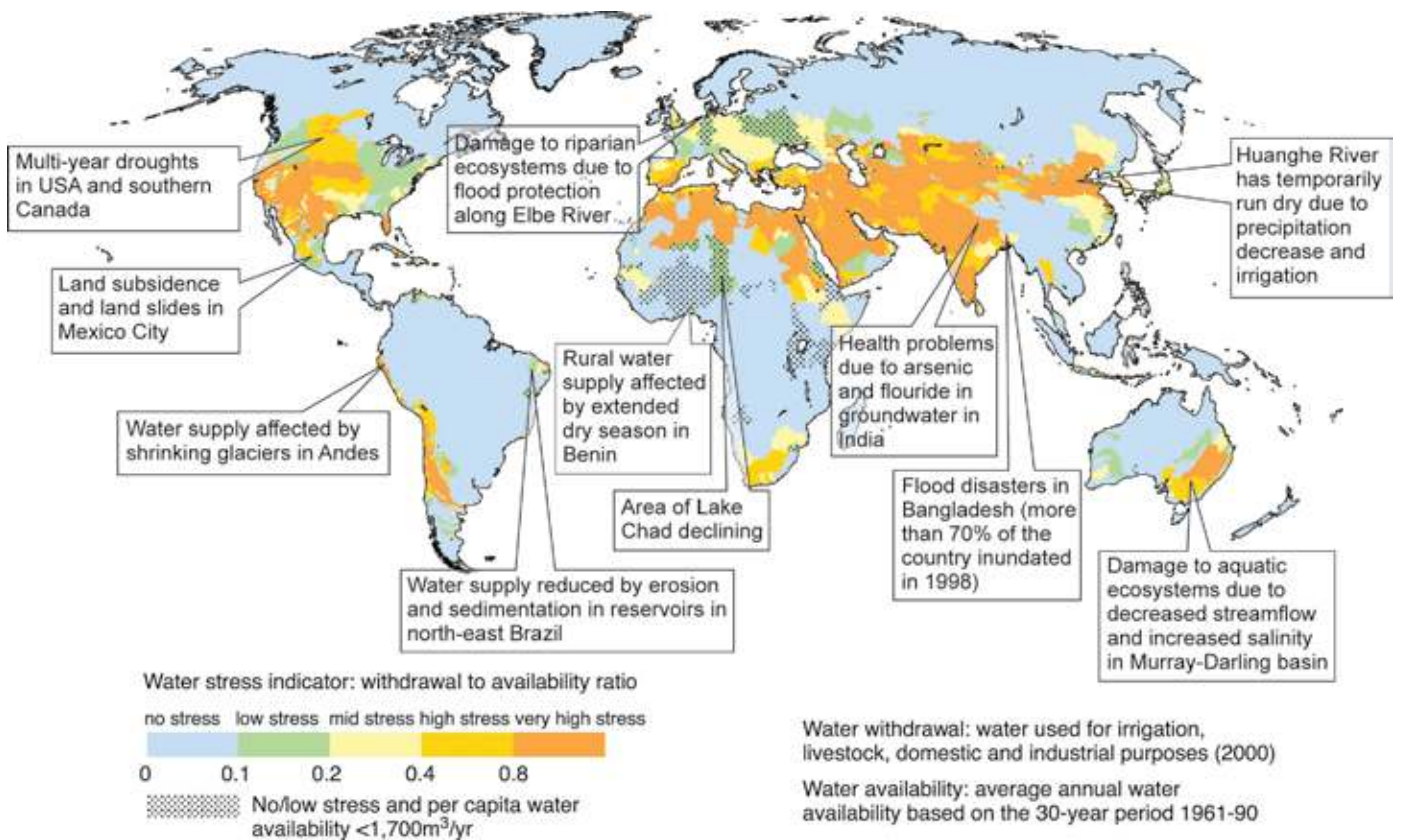 Multi-year droughts
in USA and southern
Canada
Damage to riparian
ecosystems due to
flood protection
along Elbe River
Huanghe River
has temporarily
run dry due to
precipitation
decrease and
irrigation
Land subsidence
and land slides in
Mexico City
Water supply affected by
shrinking glaciers in Andes
Rural water
supply affected
by extended
dry season in
Benin
Health problems
due to arsenic
and flouride in
groundwater in
India
Area of Lake
Chad declining
Flood disasters in
Bangladesh (more
than 70% of the
country inundated
in 1998)
Water supply reduced by erosion
and sedimentation in reservoirs in
north-east Brazil
Damage to aquatic
ecosystems due to
decreased streamflow
and increased salinity
in Murray-Darling basin
Water stress indicator: withdrawal to availability ratio
no stress low stress mid stress high stress very high stress
0 0.1 0.2 0.4 0.8
No/low stress and per capita water
availability <1,700m³/yr
Water withdrawal: water used for irrigation,
livestock, domestic and industrial purposes (2000)
Water availability: average annual water
availability based on the 30-year period 1961-90